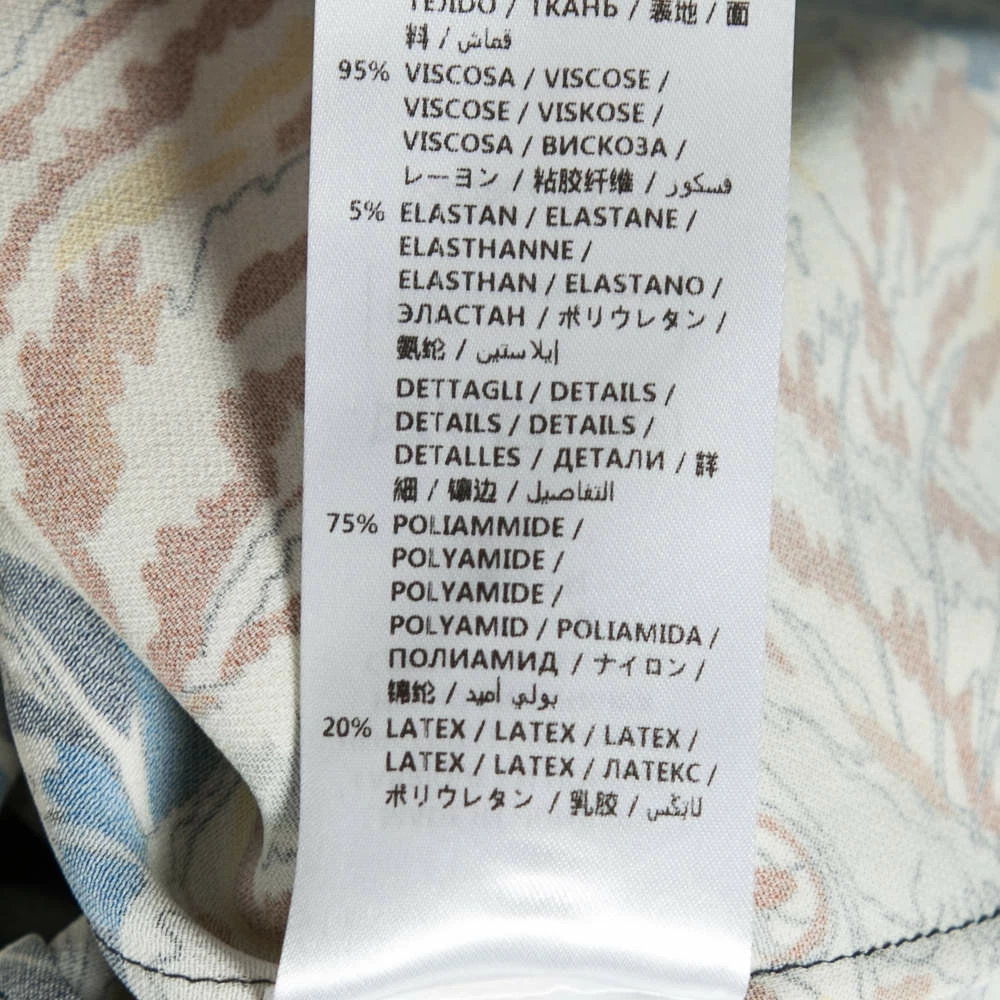 TEJIDO / ТКАНЬ / 表地 / 面
料 / قماش
95% VISCOSA / VISCOSE /
VISCOSE / VISKOSE /
VISCOSA / ВИСКОЗА /
レーヨン / 粘胶纤维 / فسكور
5% ELASTAN / ELASTANE /
ELASTHANNE /
ELASTHAN / ELASTANO /
ЭЛАСТАН / ポリウレタン /
氨纶 / إيلاستين
DETTAGLI / DETAILS /
DETAILS / DETAILS /
DETALLES / ДЕТАЛИ / 詳
細 / 镶边 / التفاصيل
75% POLIAMMIDE /
POLYAMIDE /
POLYAMIDE /
POLYAMID / POLIAMIDA /
ПОЛИАМИД / ナイロン /
锦纶 / بولي أميد
20% LATEX / LATEX / LATEX /
LATEX / LATEX / ЛАТЕКС /
ポリウレタン / 乳胶 / لاتكس